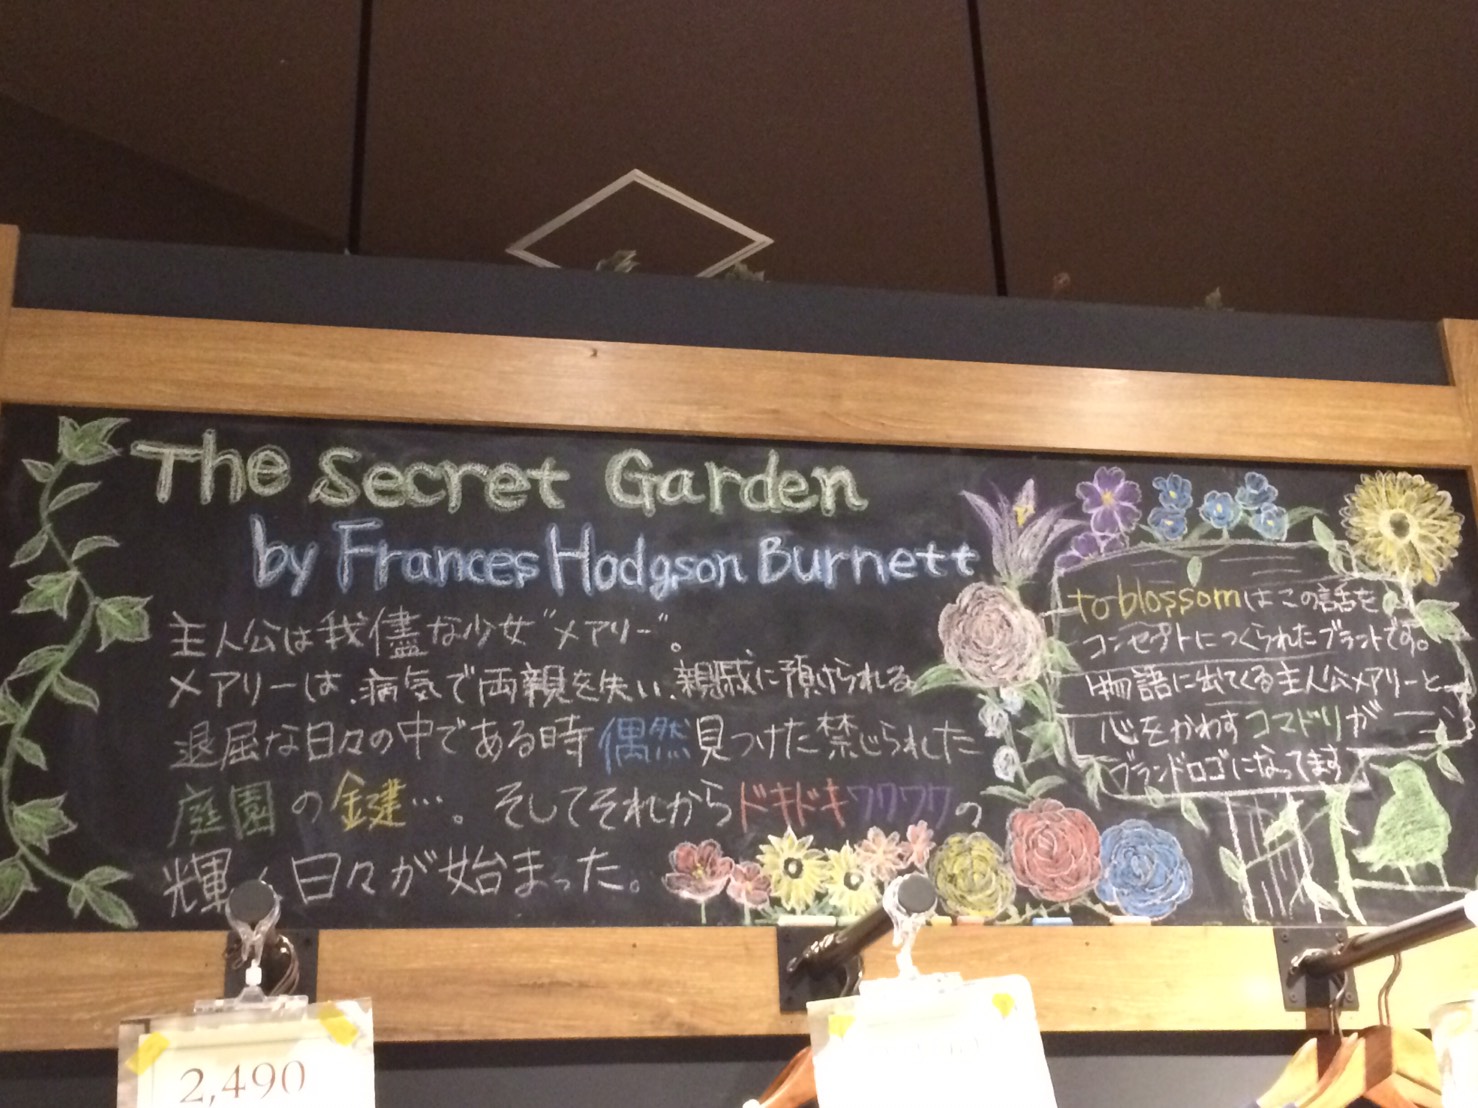 The Secret Garden
by Frances Hodgson Burnett
主人公は我儘な少女"メアリー"。
メアリーは、病気で両親を失い、親戚に預けられる
退屈な日々の中である時偶然見つけた禁じられた
庭園の鍵…。そしてそれからドキドキワクワクの
輝く日々が始まった。
to blossomはこの話を
コンセプトにつくられたブランドです。
物語に出てくる主人公メアリーと
心をかわすコマドリが
ブランドロゴになってます
2,490